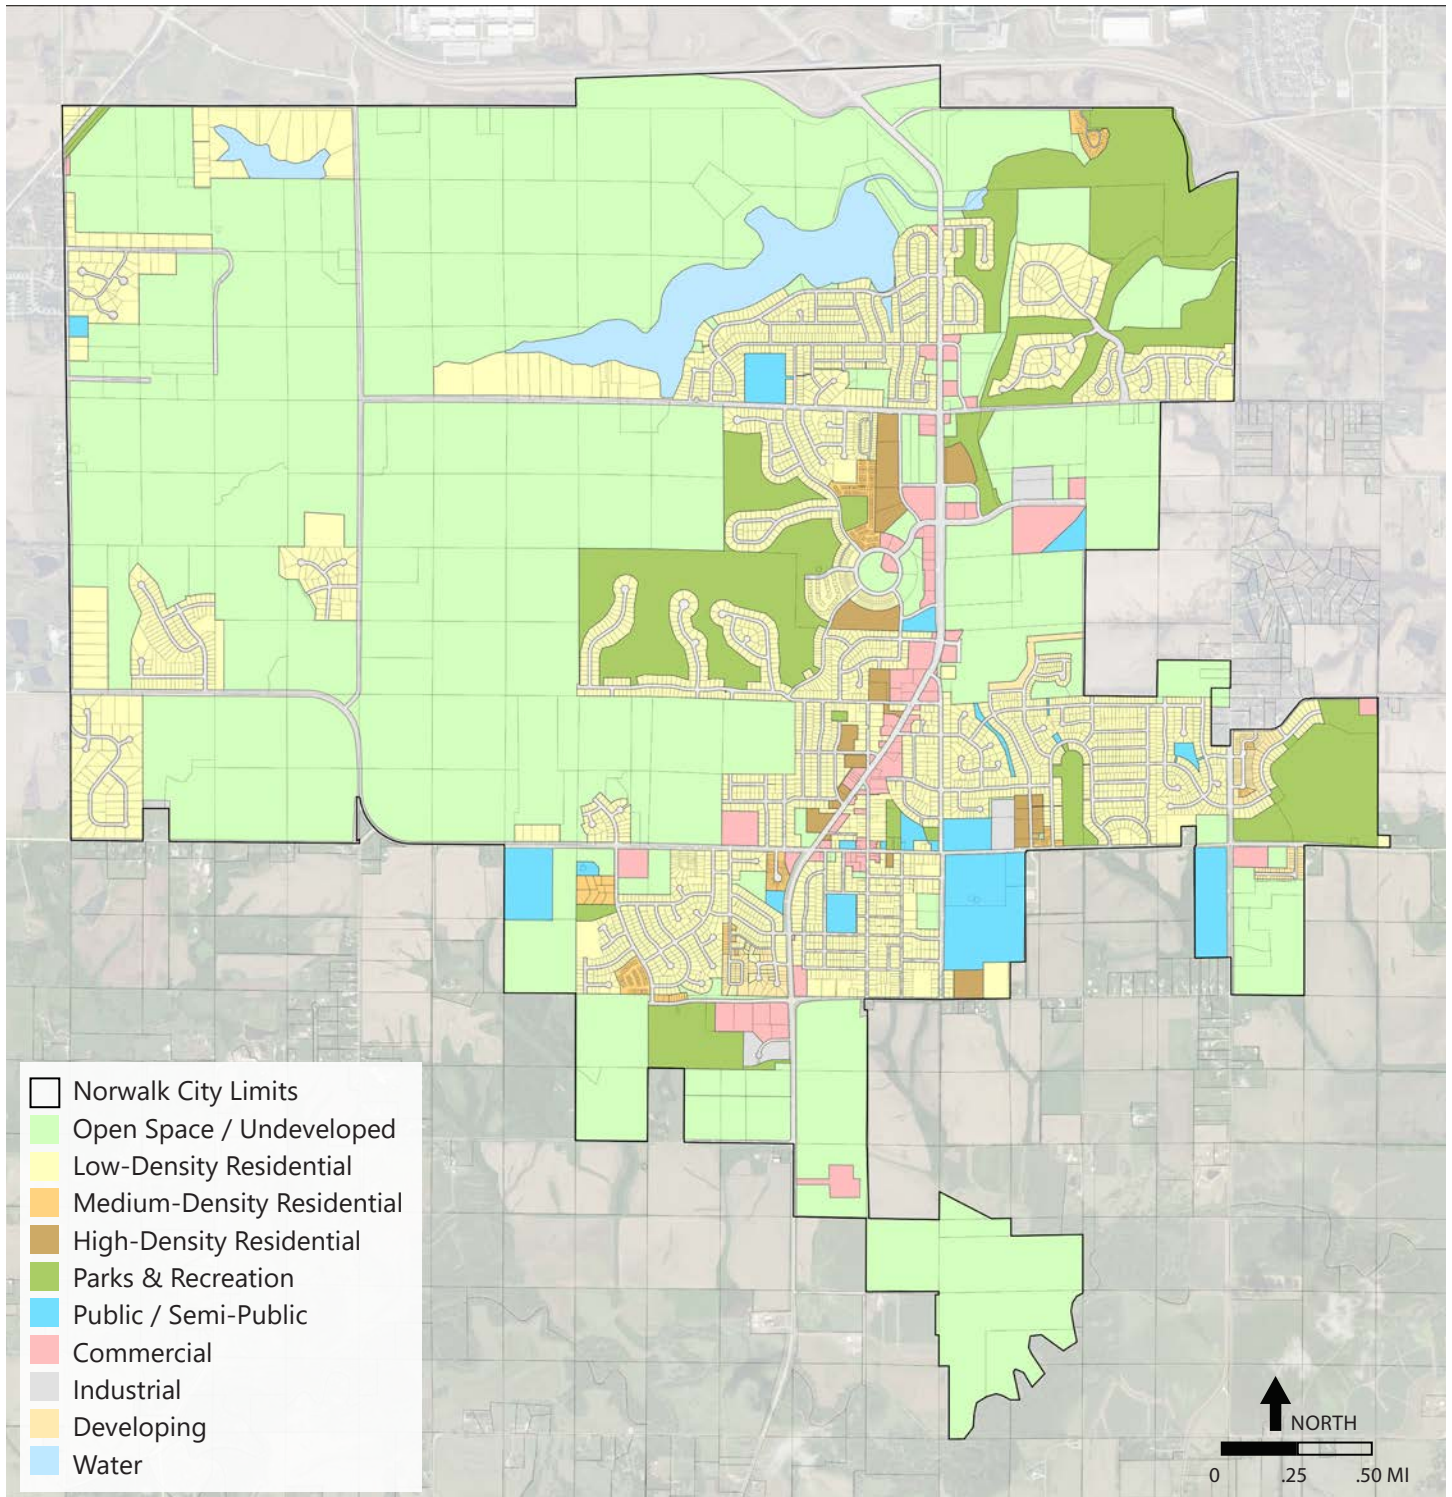 Norwalk City Limits
Open Space / Undeveloped
Low-Density Residential
Medium-Density Residential
High-Density Residential
Parks & Recreation
Public / Semi-Public
Commercial
Industrial
Developing
Water
NORTH
0 .25 .50 MI